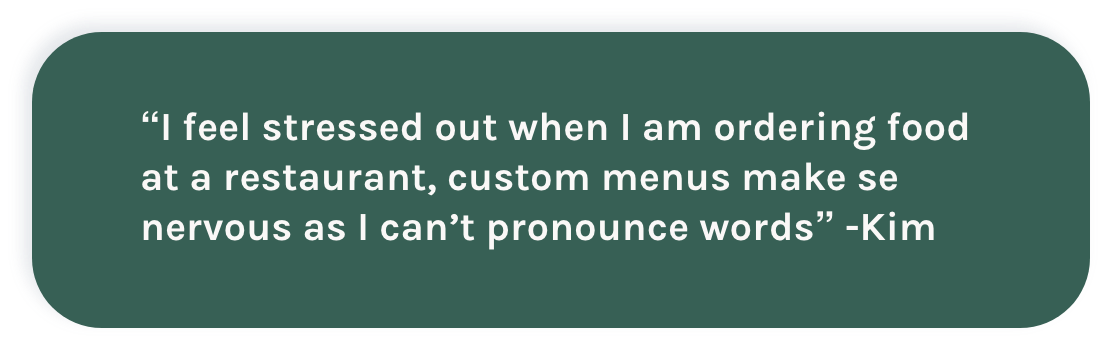 “I feel stressed out when I am ordering food
at a restaurant, custom menus make se
nervous as I can’t pronounce words” -Kim